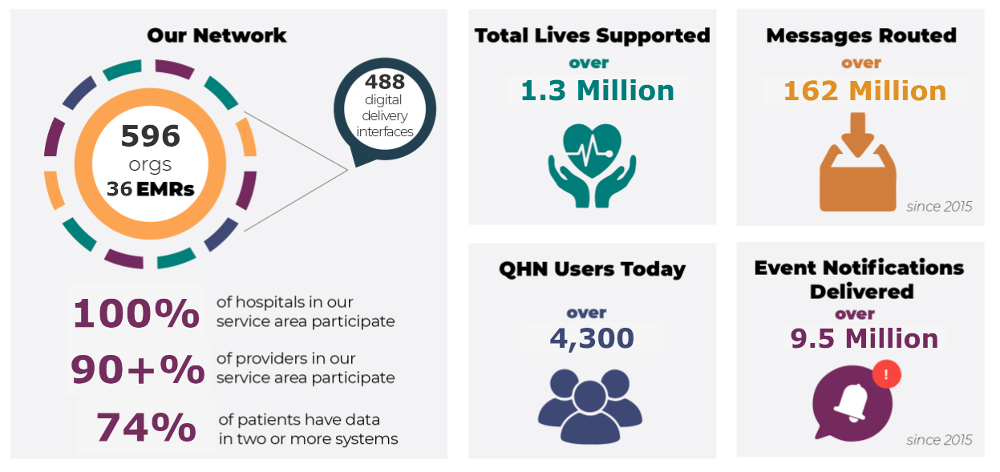 Our Network
596
orgs
36 EMRs
488
digital
delivery
interfaces
100%
of hospitals in our
service area participate
90+%
of providers in our
service area participate
74%
of patients have data
in two or more systems
Total Lives Supported
over
1.3 Million
Messages Routed
over
162 Million
since 2015
QHN Users Today
over
4,300
Event Notifications
Delivered
over
9.5 Million
!
since 2015